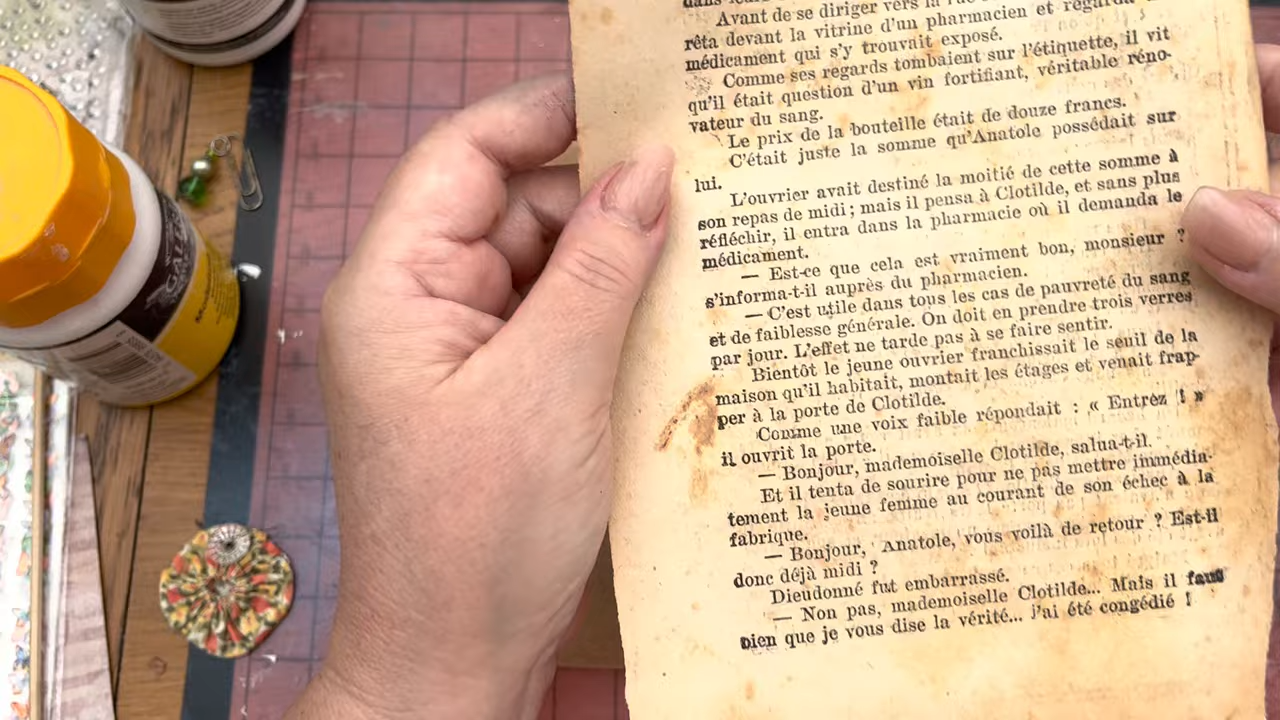 Avant de se diriger vers la
rêta devant la vitrine d'un pharmacien et regarda
médicament qui s'y trouvait exposé.
Comme ses regards tombaient sur l'étiquette, il vit
qu'il était question d'un vin fortifiant, véritable réno-
vateur du sang.
Le prix de la bouteille était de douze francs.
C'était juste la somme qu'Anatole possédait sur
lui.
L'ouvrier avait destiné la moitié de cette somme à
son repas de midi ; mais il pensa à Clotilde, et sans plus
réfléchir, il entra dans la pharmacie où il demanda le
médicament.
— Est-ce que cela est vraiment bon, monsieur ?
s'informa-t-il auprès du pharmacien.
— C'est utile dans tous les cas de pauvreté du sang
et de faiblesse générale. On doit en prendre trois verres
par jour. L'effet ne tarde pas à se faire sentir.
Bientôt le jeune ouvrier franchissait le seuil de la
maison qu'il habitait, montait les étages et venait frap-
per à la porte de Clotilde.
Comme une voix faible répondait : « Entrez ! »
il ouvrit la porte.
— Bonjour, mademoiselle Clotilde, salua-t-il.
Et il tenta de sourire pour ne pas mettre immédia-
tement la jeune femme au courant de son échec à la
fabrique.
— Bonjour, Anatole, vous voilà de retour ? Est-il
donc déjà midi ?
Dieudonné fut embarrassé.
— Non pas, mademoiselle Clotilde... Mais il faut
bien que je vous dise la vérité... j'ai été congédié !